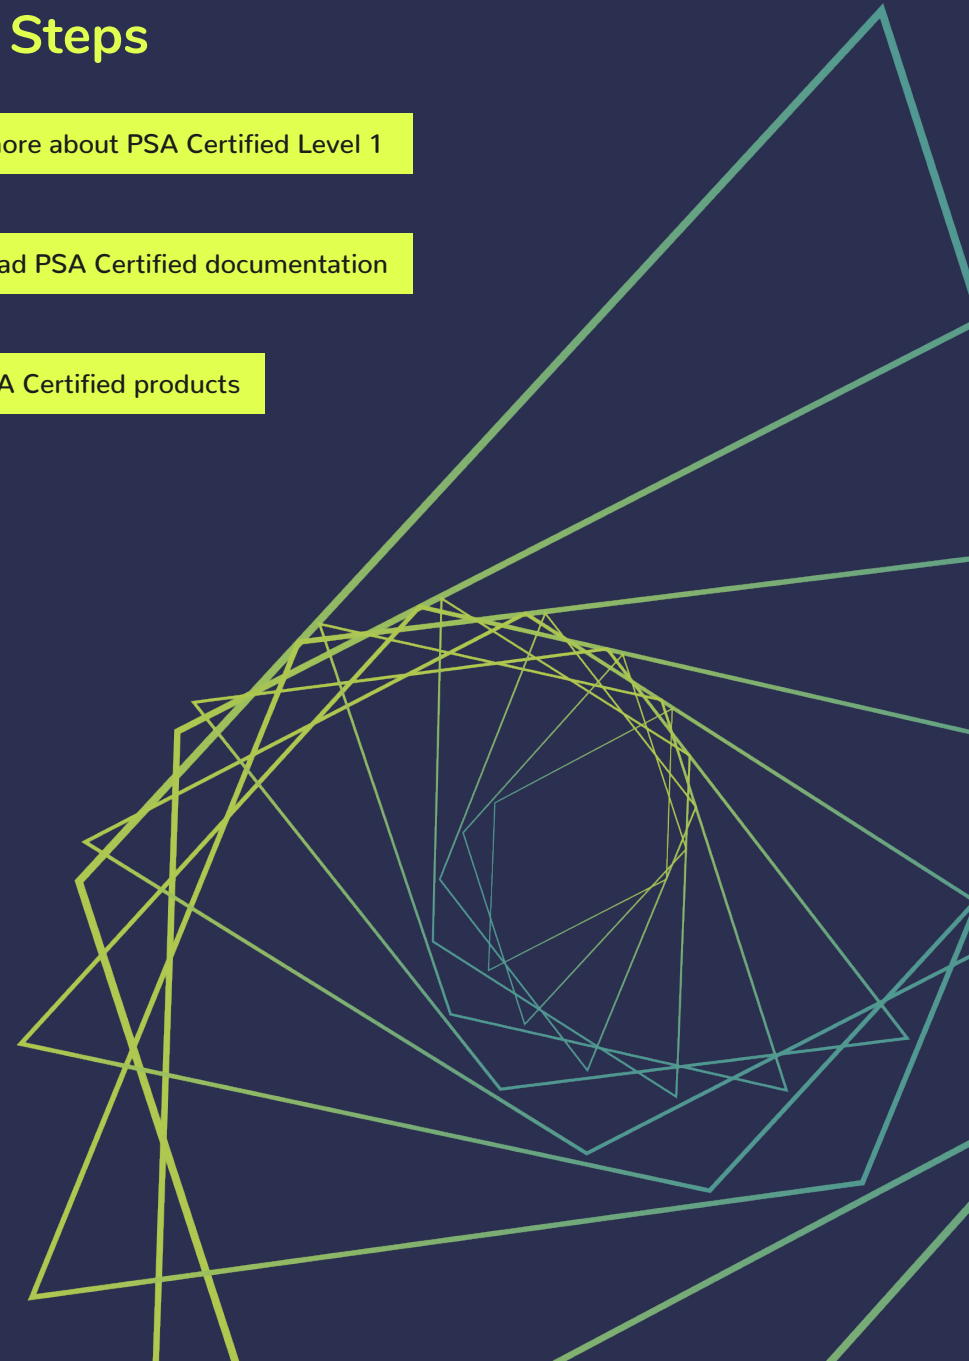 Steps
ore about PSA Certified Level 1
ad PSA Certified documentation
A Certified products